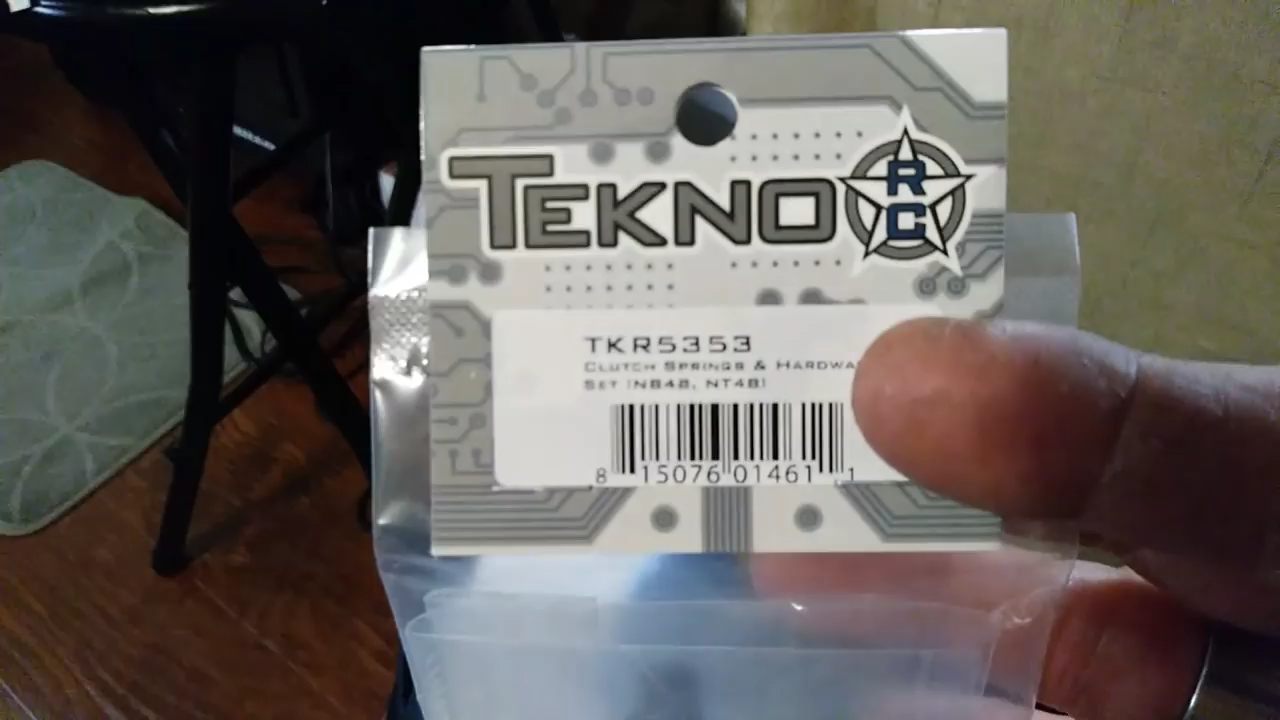 TEKNO RC
TKR5353
CLUTCH SPRINGS & HARDWA
SET (NB48, NT48)
8 15076 01461 1